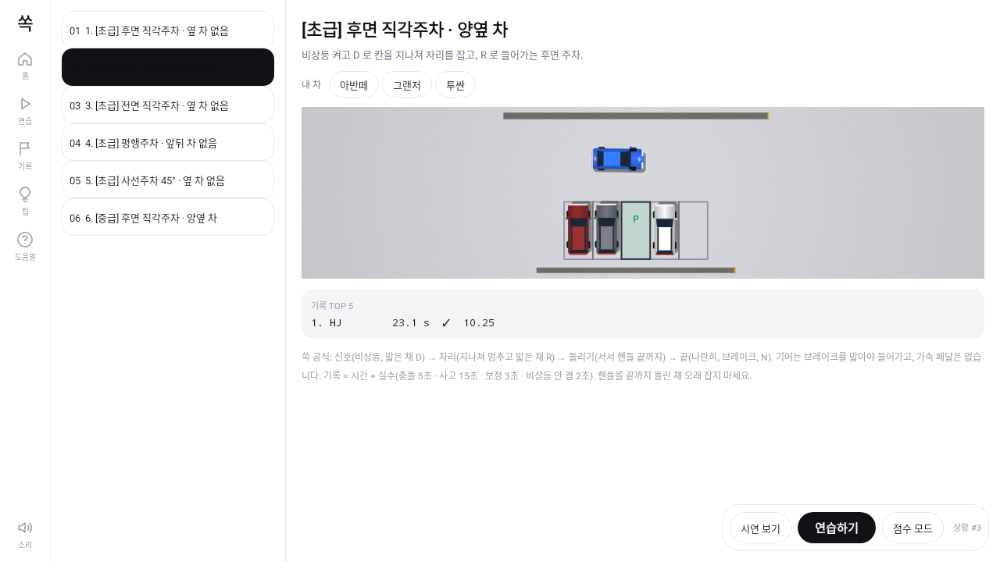 쏙
홈
연습
기록
팁
도움말
소리
01 1. [초급] 후면 직각주차 · 옆 차 없음
03 3. [초급] 전면 직각주차 · 옆 차 없음
04 4. [초급] 평행주차 · 앞뒤 차 없음
05 5. [초급] 사선주차 45° · 옆 차 없음
06 6. [중급] 후면 직각주차 · 양옆 차
[초급] 후면 직각주차 · 양옆 차
비상등 켜고 D 로 칸을 지나쳐 자리를 잡고, R 로 들어가는 후면 주차.
내 차 아반떼 그랜저 투싼
P
기록 TOP 5
1. HJ 23.1 s ✓ 10.25
쏙 공식: 신호(비상등, 밟은 채 D) → 자리(지나쳐 멈추고 밟은 채 R) → 돌리기(서서 핸들 끝까지) → 끝(나란히, 브레이크, N). 기어는 브레이크를 밟아야 들어가고, 가속 페달은 없습
니다. 기록 = 시간 + 실수(충돌 5초 · 사고 15초 · 보정 3초 · 비상등 안 켬 2초). 핸들을 끝까지 돌린 채 오래 잡지 마세요.
시연 보기 연습하기 점수 모드 상황 #3